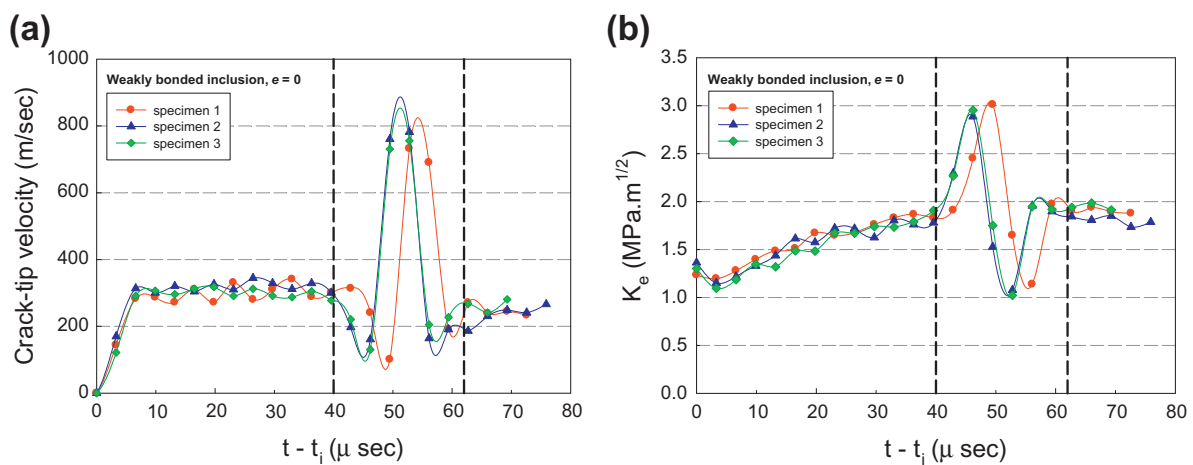 (a)
1000
800
600
400
200
0
Crack-tip velocity (m/sec)
Weakly bonded inclusion, e = 0
specimen 1
specimen 2
specimen 3
0 10 20 30 40 50 60 70 80
t - ti (μ sec)
(b)
3.5
3.0
2.5
2.0
1.5
1.0
0.5
0.0
Ke (MPa.m1/2)
Weakly bonded inclusion, e = 0
specimen 1
specimen 2
specimen 3
0 10 20 30 40 50 60 70 80
t - ti (μ sec)